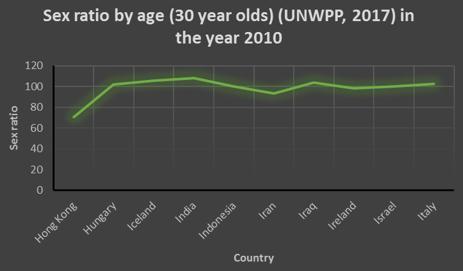 Sex ratio by age (30 year olds) (UNWPP, 2017) in
the year 2010
120
100
80
60
40
20
0
Sex ratio
Hong Kong
Hungary
Iceland
India
Indonesia
Iran
Iraq
Ireland
Israel
Italy
Country